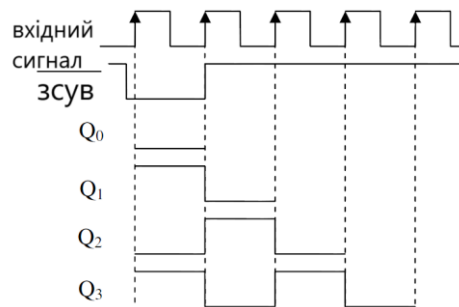 вхідний
сигнал
зсув
Q0
Q1
Q2
Q3